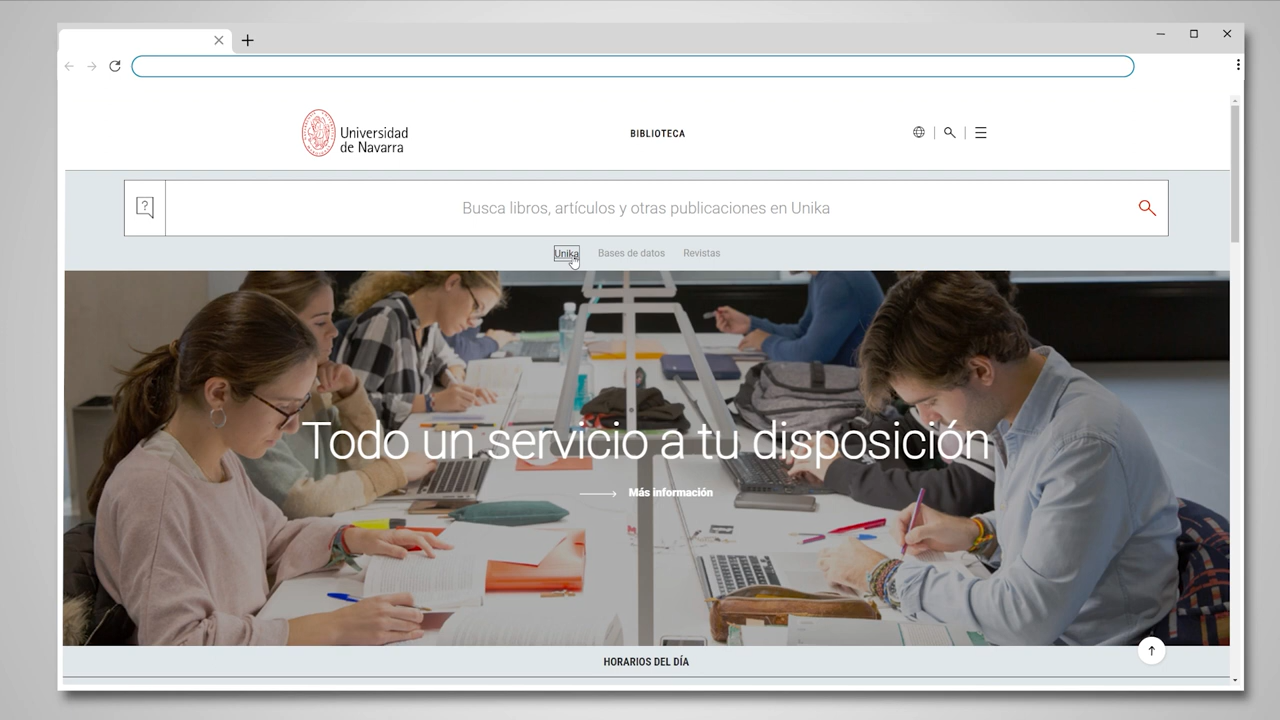 Universidad
de Navarra
BIBLIOTECA
?
Busca libros, artículos y otras publicaciones en Unika
Unika Bases de datos Revistas
Todo un servicio a tu disposición
Más información
HORARIOS DEL DÍA